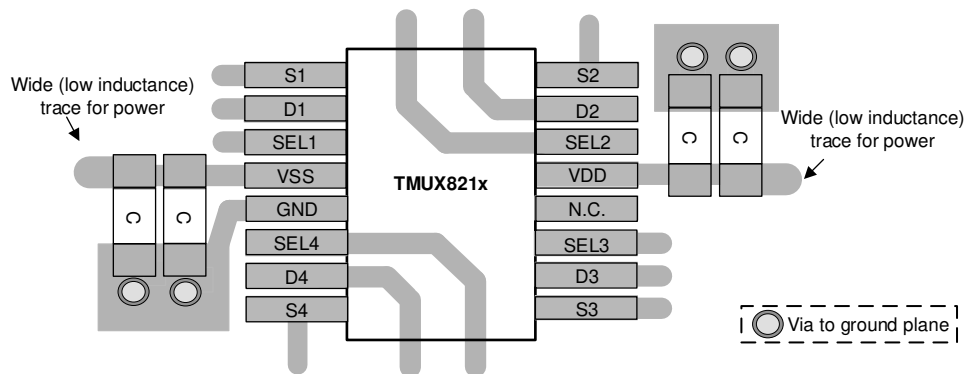 Wide (low inductance)
trace for power
S1
D1
SEL1
VSS
GND
SEL4
D4
S4
C
C
TMUX821x
S2
D2
SEL2
VDD
N.C.
SEL3
D3
S3
C
C
Wide (low inductance)
trace for power
Via to ground plane